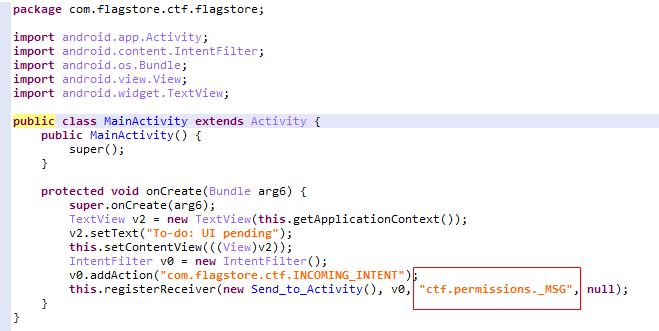 package com.flagstore.ctf.flagstore;
import android.app.Activity;
import android.content.IntentFilter;
import android.os.Bundle;
import android.view.View;
import android.widget.TextView;
public class MainActivity extends Activity {
    public MainActivity() {
        super();
    }
    protected void onCreate(Bundle arg6) {
        super.onCreate(arg6);
        TextView v2 = new TextView(this.getApplicationContext());
        v2.setText("To-do: UI pending");
        this.setContentView(((View)v2));
        IntentFilter v0 = new IntentFilter();
        v0.addAction("com.flagstore.ctf.INCOMING_INTENT");
        this.registerReceiver(new Send_to_Activity(), v0, "ctf.permissions._MSG", null);
    }
}